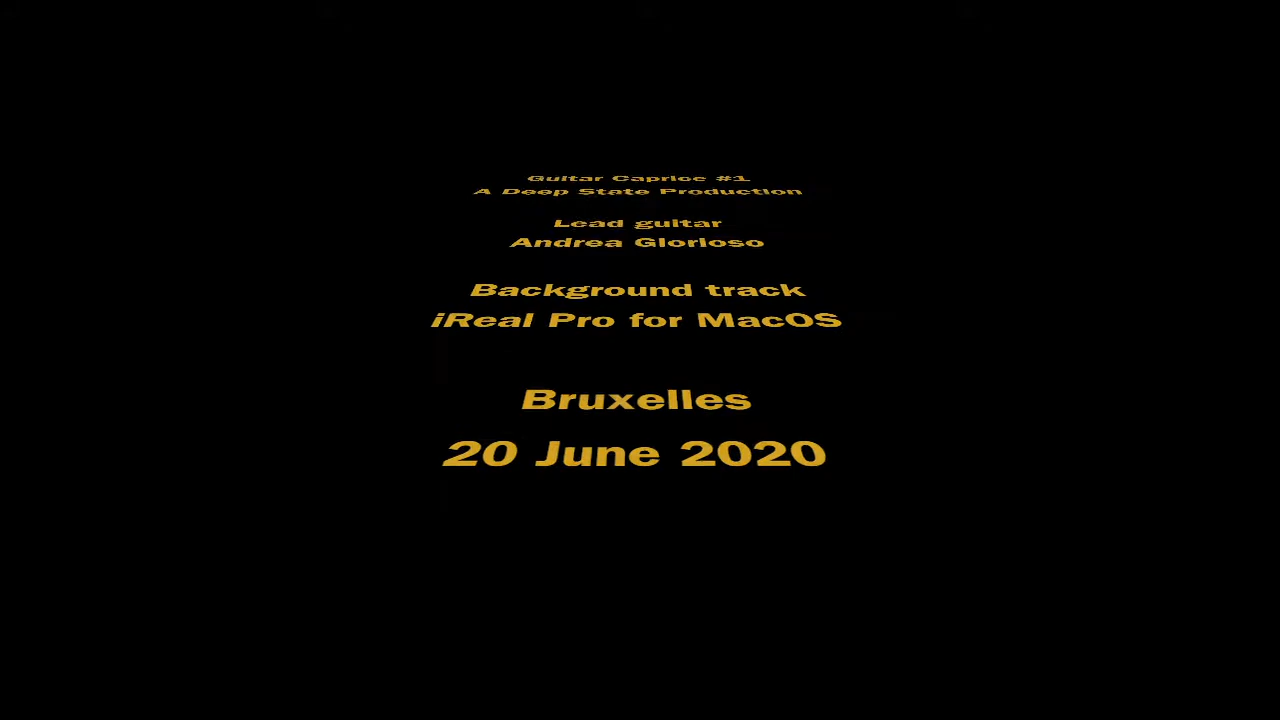 Guitar Caprice #1
A Deep State Production
Lead guitar
Andrea Glorioso
Background track
iReal Pro for MacOS
Bruxelles
20 June 2020